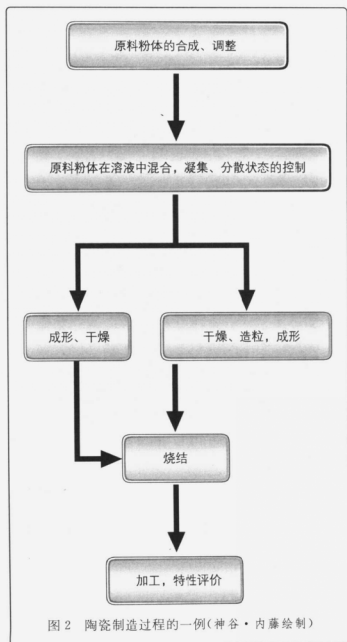 原料粉体的合成、调整
原料粉体在溶液中混合，凝集、分散状态的控制
成形、干燥
干燥、造粒，成形
烧结
加工，特性评价
图2 陶瓷制造过程的一例(神谷·内藤绘制)